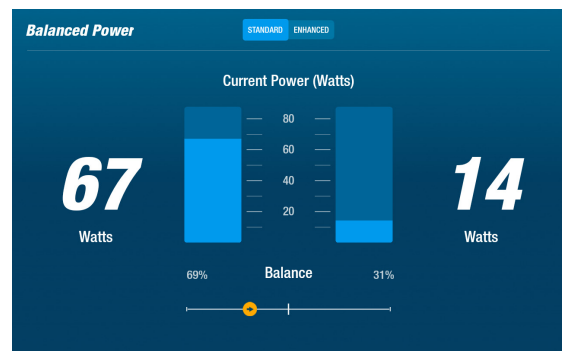 Balanced Power
STANDARD ENHANCED
Current Power (Watts)
80
60
40
20
67
Watts
14
Watts
69% Balance 31%